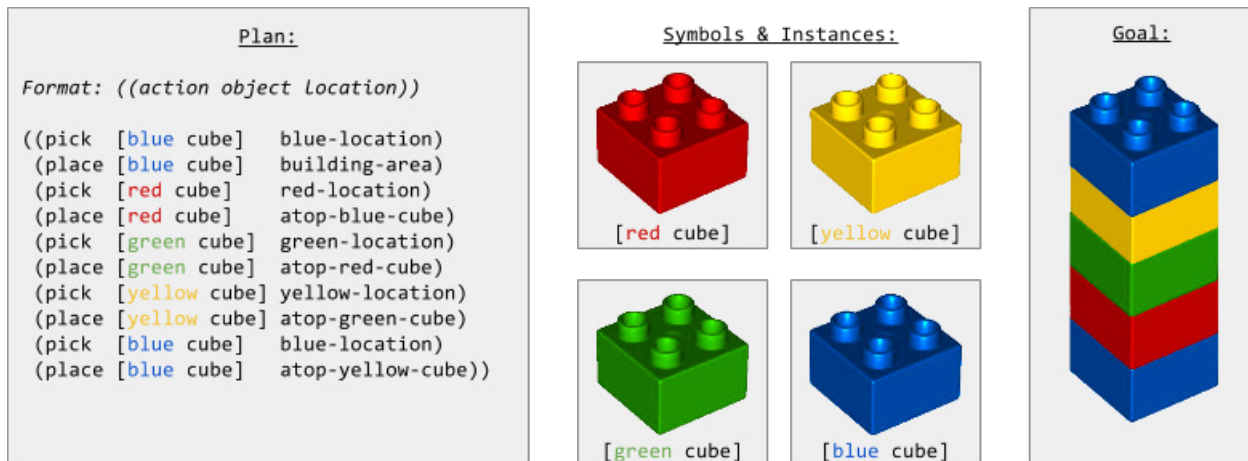 Plan:
Format: ((action object location))
((pick [blue cube] blue-location)
(place [blue cube] building-area)
(pick [red cube] red-location)
(place [red cube] atop-blue-cube)
(pick [green cube] green-location)
(place [green cube] atop-red-cube)
(pick [yellow cube] yellow-location)
(place [yellow cube] atop-green-cube)
(pick [blue cube] blue-location)
(place [blue cube] atop-yellow-cube))
Symbols & Instances:
[red cube]
[yellow cube]
[green cube]
[blue cube]
Goal: